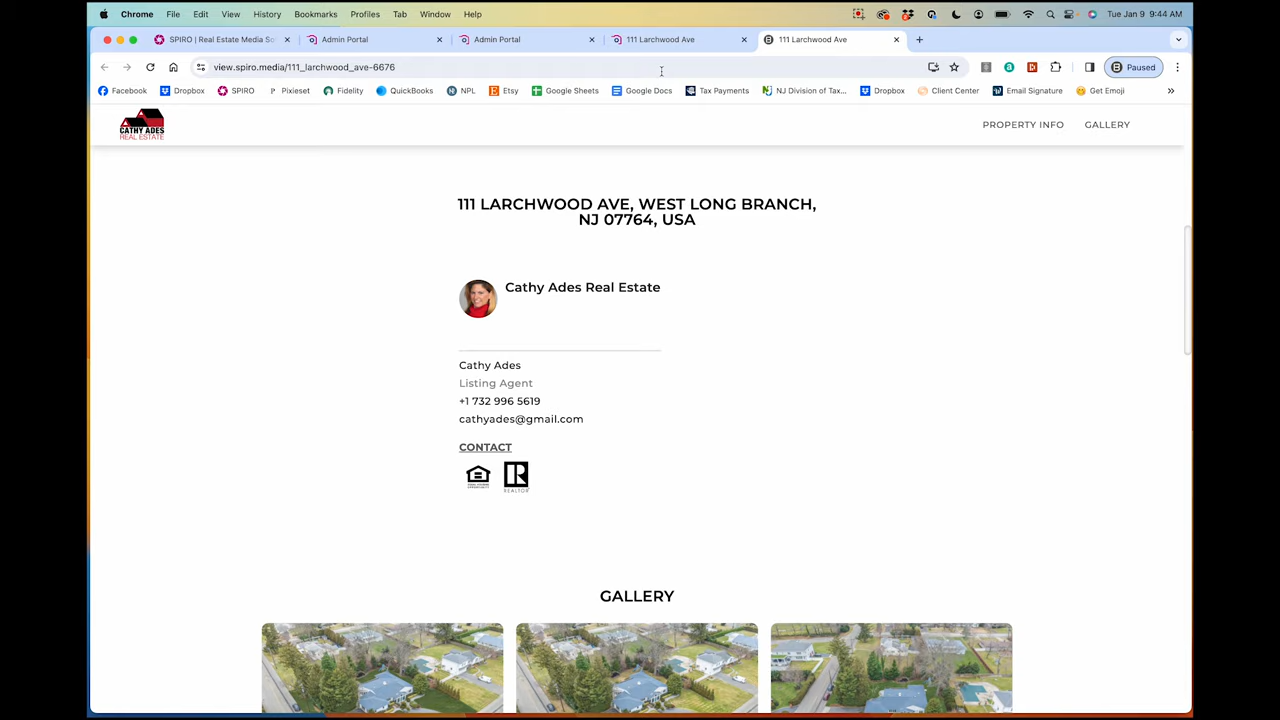 Chrome File Edit View History Bookmarks Profiles Tab Window Help Tue Jan 9 9:44 AM
SPIRO | Real Estate Media So Admin Portal Admin Portal 111 Larchwood Ave 111 Larchwood Ave
view.spiro.media/111_larchwood_ave-6676 Paused
Facebook Dropbox SPIRO Pixieset Fidelity QuickBooks NPL Etsy Google Sheets Google Docs Tax Payments NJ Division of Tax... Dropbox Client Center Email Signature Get Emoji
CATHY ADES
REAL ESTATE
PROPERTY INFO GALLERY
111 LARCHWOOD AVE, WEST LONG BRANCH,
NJ 07764, USA
Cathy Ades Real Estate
Cathy Ades
Listing Agent
+1 732 996 5619
cathyades@gmail.com
CONTACT
REALTOR
GALLERY